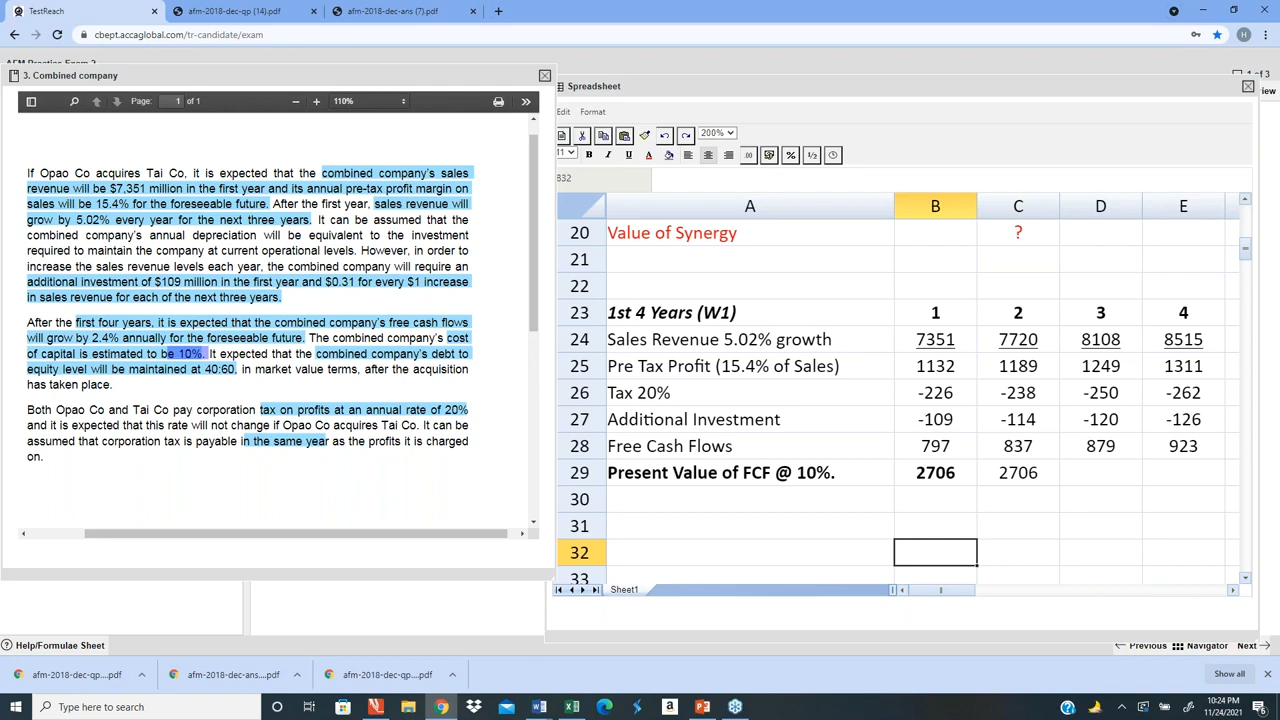 TestReach
afm-2018-dec-qp (14).pdf
afm-2018-dec-ans (7).pdf
cbept.accaglobal.com/tr-candidate/exam
H
AFM Practice Exam 2
1 of 3
3. Combined company
Page: 1 of 1
110%
If Opao Co acquires Tai Co, it is expected that the combined company's sales
revenue will be $7,351 million in the first year and its annual pre-tax profit margin on
sales will be 15.4% for the foreseeable future. After the first year, sales revenue will
grow by 5.02% every year for the next three years. It can be assumed that the
combined company's annual depreciation will be equivalent to the investment
required to maintain the company at current operational levels. However, in order to
increase the sales revenue levels each year, the combined company will require an
additional investment of $109 million in the first year and $0.31 for every $1 increase
in sales revenue for each of the next three years.
After the first four years, it is expected that the combined company's free cash flows
will grow by 2.4% annually for the foreseeable future. The combined company's cost
of capital is estimated to be 10%. It expected that the combined company's debt to
equity level will be maintained at 40:60, in market value terms, after the acquisition
has taken place.
Both Opao Co and Tai Co pay corporation tax on profits at an annual rate of 20%
and it is expected that this rate will not change if Opao Co acquires Tai Co. It can be
assumed that corporation tax is payable in the same year as the profits it is charged
on.
Spreadsheet
view
Edit Format
200%
11 B I U A .00 % 1/2
B32
A B C D E
20 Value of Synergy ?
21
22
23 1st 4 Years (W1) 1 2 3 4
24 Sales Revenue 5.02% growth 7351 7720 8108 8515
25 Pre Tax Profit (15.4% of Sales) 1132 1189 1249 1311
26 Tax 20% -226 -238 -250 -262
27 Additional Investment -109 -114 -120 -126
28 Free Cash Flows 797 837 879 923
29 Present Value of FCF @ 10%. 2706 2706
30
31
32
33
Sheet1
Help/Formulae Sheet
Previous Navigator Next
afm-2018-dec-qp....pdf
afm-2018-dec-ans....pdf
afm-2018-dec-qp....pdf
Show all
Type here to search
10:24 PM
11/24/2021